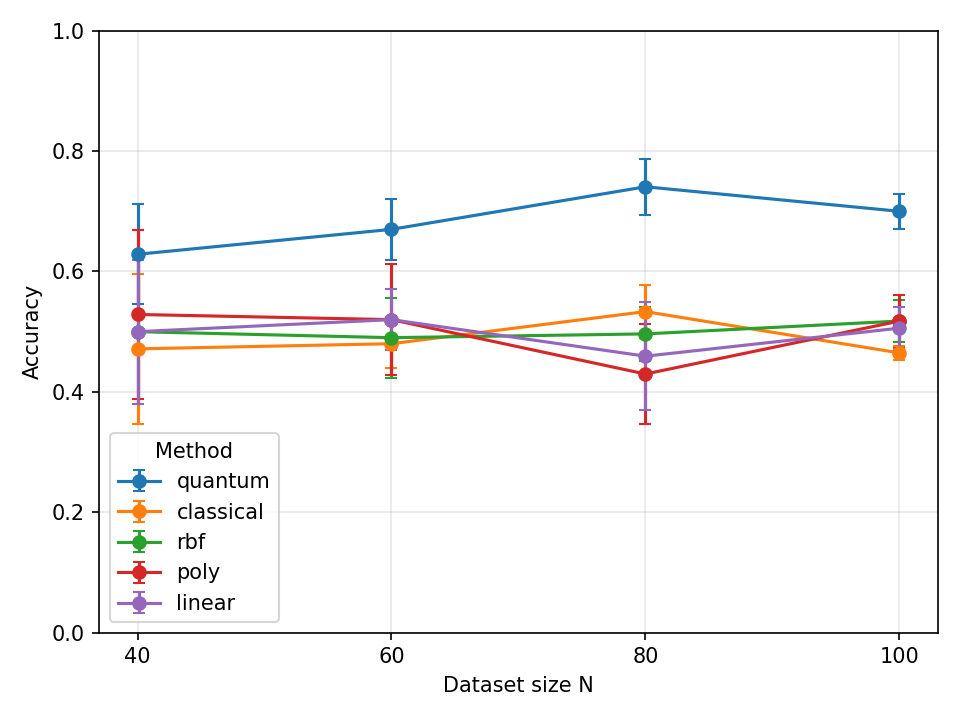 1.0
0.8
0.6
0.4
0.2
0.0
Accuracy
Method
quantum
classical
rbf
poly
linear
40
60
80
100
Dataset size N